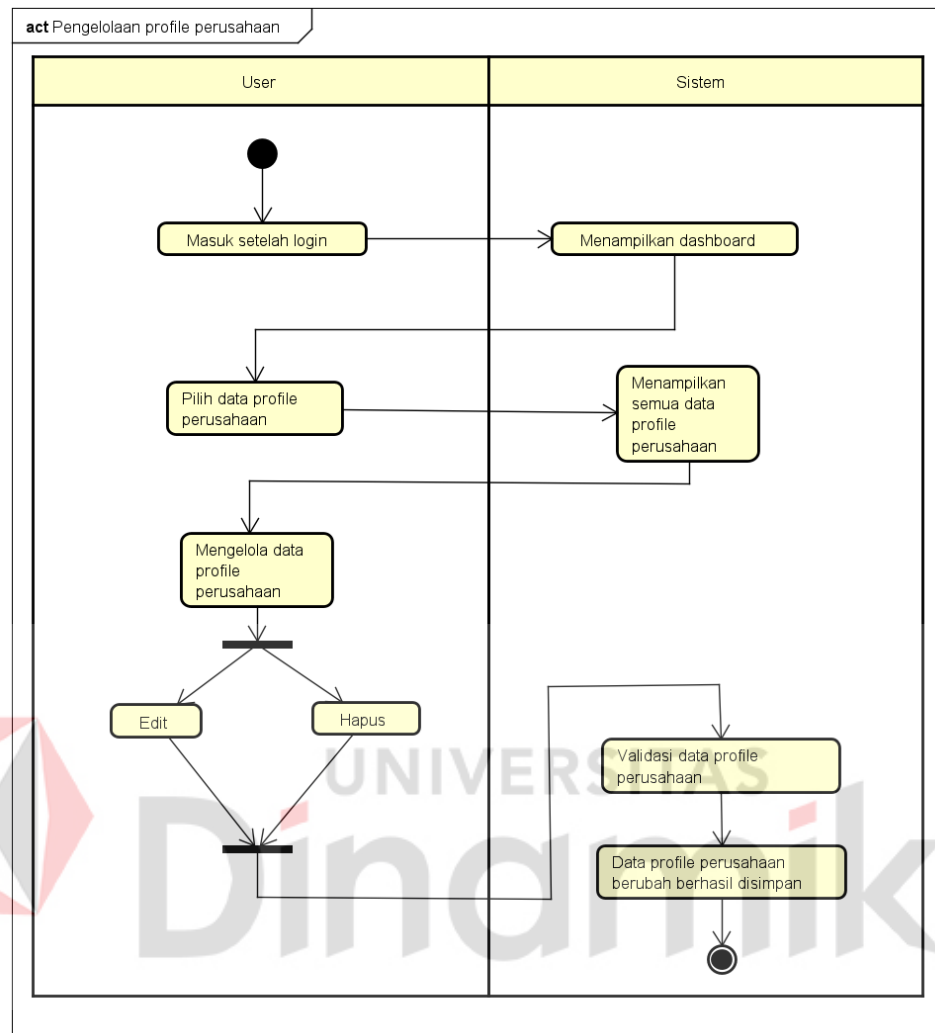 act Pengelolaan profile perusahaan
User
Sistem
Masuk setelah login
Menampilkan dashboard
Pilih data profile
perusahaan
Menampilkan
semua data
profile
perusahaan
Mengelola data
profile
perusahaan
Edit
Hapus
Validasi data profile
perusahaan
Data profile perusahaan
berubah berhasil disimpan
UNIVERSITAS
Dinamik